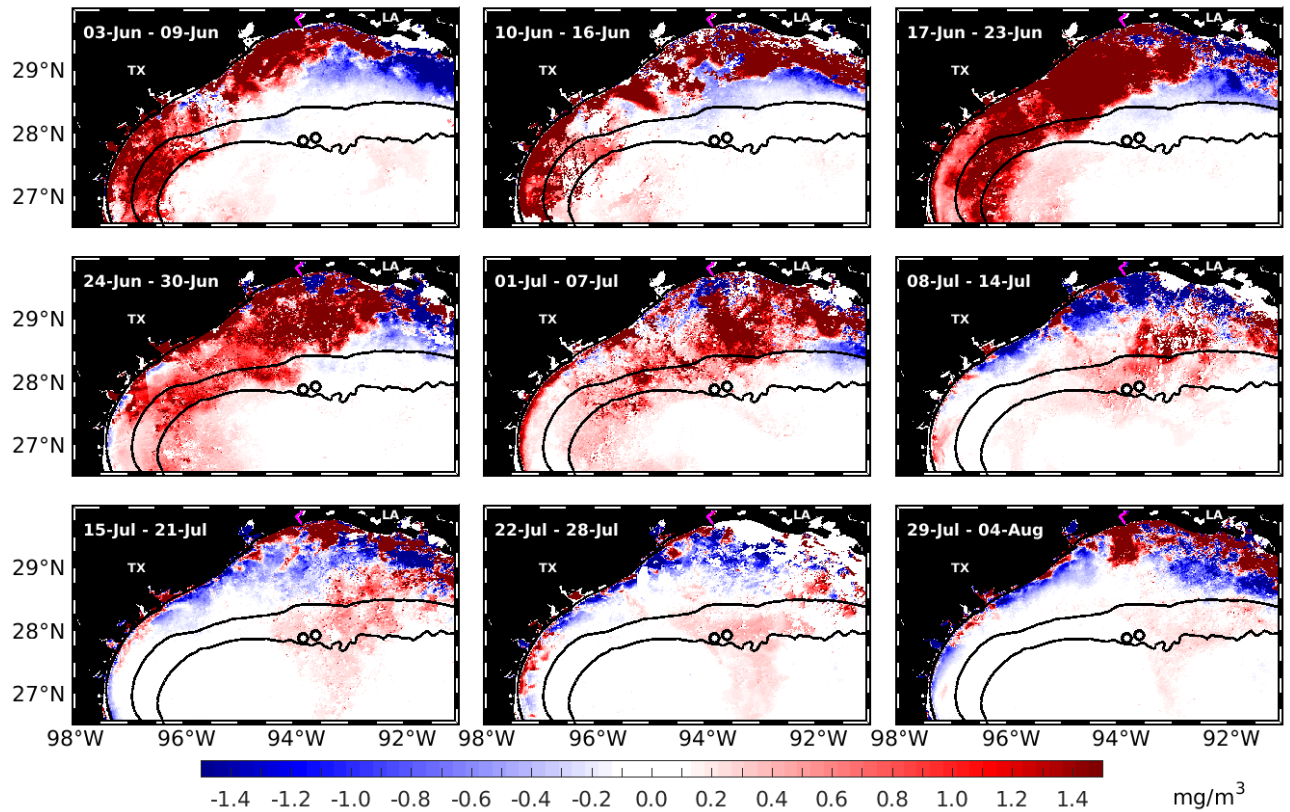 03-Jun - 09-Jun
LA
TX
10-Jun - 16-Jun
LA
TX
17-Jun - 23-Jun
LA
TX
29°N
28°N
27°N
24-Jun - 30-Jun
LA
TX
01-Jul - 07-Jul
LA
TX
08-Jul - 14-Jul
LA
TX
29°N
28°N
27°N
15-Jul - 21-Jul
LA
TX
22-Jul - 28-Jul
LA
TX
29-Jul - 04-Aug
LA
TX
29°N
28°N
27°N
98°W 96°W 94°W 92°W 98°W 96°W 94°W 92°W 98°W 96°W 94°W 92°W
-1.4 -1.2 -1.0 -0.8 -0.6 -0.4 -0.2 0.0 0.2 0.4 0.6 0.8 1.0 1.2 1.4 mg/m³